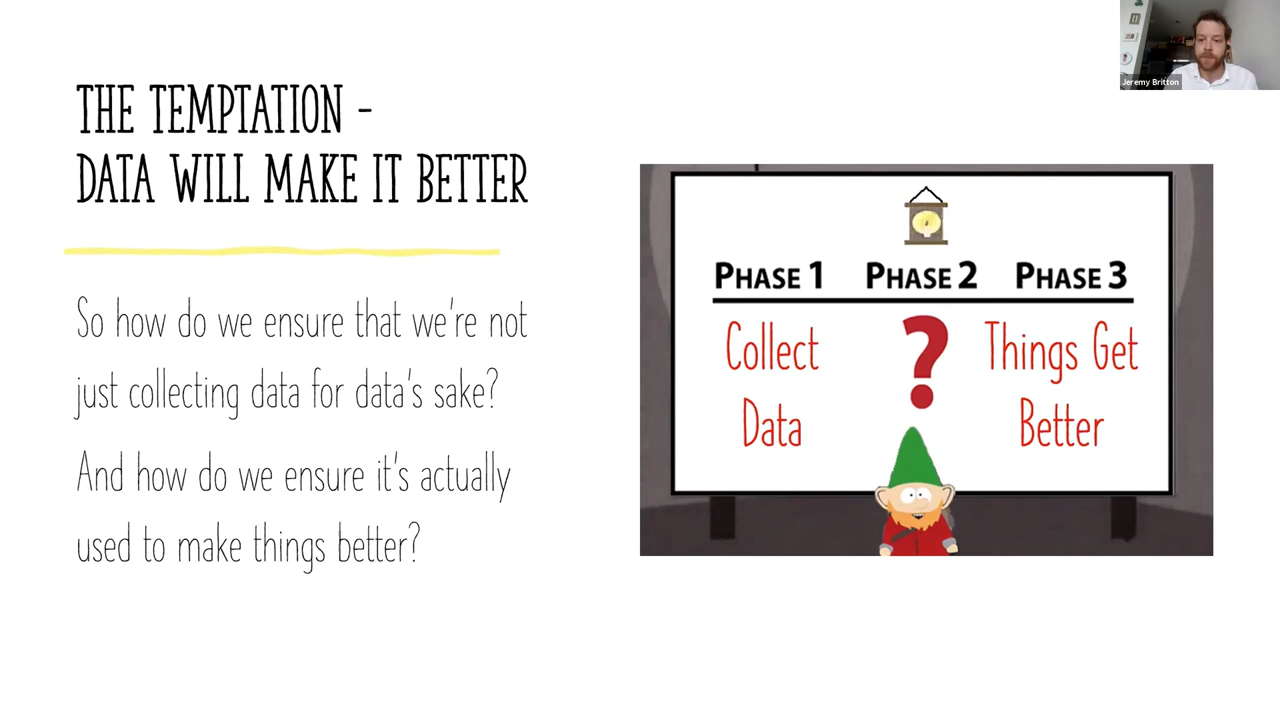 THE TEMPTATION -
DATA WILL MAKE IT BETTER
So how do we ensure that we're not
just collecting data for data's sake?
And how do we ensure it's actually
used to make things better?
PHASE 1 PHASE 2 PHASE 3
Collect
Data
?
Things Get
Better
Jeremy Britton